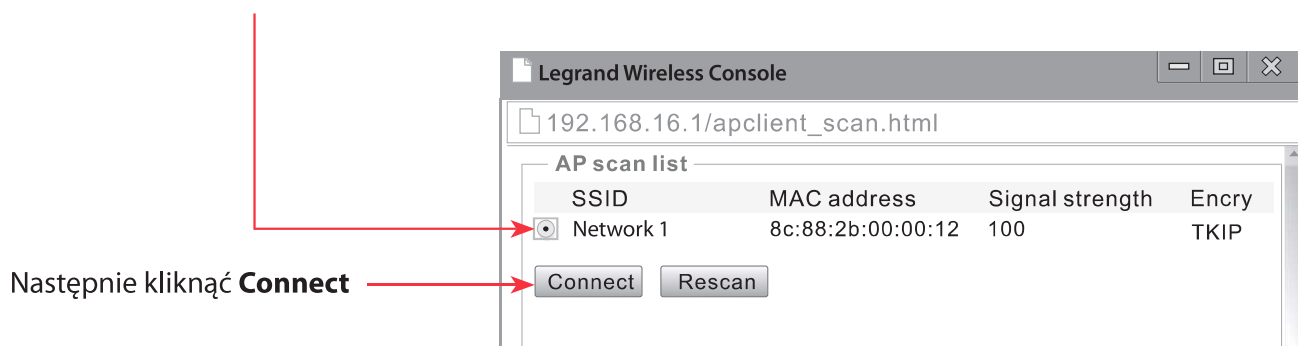 Legrand Wireless Console
192.168.16.1/apclient_scan.html
AP scan list
SSID MAC address Signal strength Encry
Network 1 8c:88:2b:00:00:12 100 TKIP
Następnie kliknąć Connect
Connect Rescan